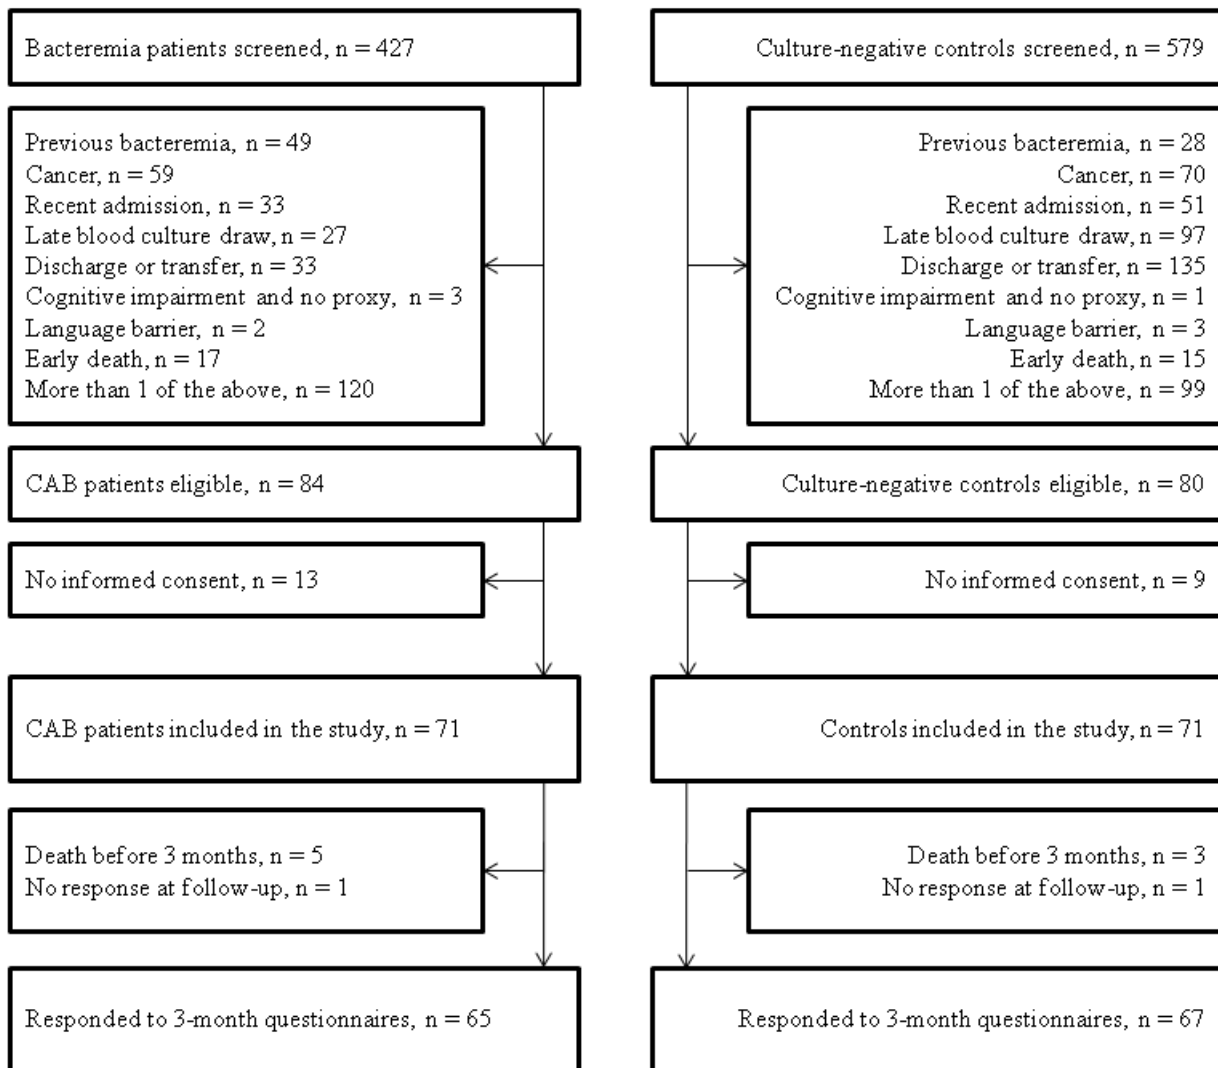 Bacteremia patients screened, n = 427
Culture-negative controls screened, n = 579
Previous bacteremia, n = 49
Cancer, n = 59
Recent admission, n = 33
Late blood culture draw, n = 27
Discharge or transfer, n = 33
Cognitive impairment and no proxy, n = 3
Language barrier, n = 2
Early death, n = 17
More than 1 of the above, n = 120
Previous bacteremia, n = 28
Cancer, n = 70
Recent admission, n = 51
Late blood culture draw, n = 97
Discharge or transfer, n = 135
Cognitive impairment and no proxy, n = 1
Language barrier, n = 3
Early death, n = 15
More than 1 of the above, n = 99
CAB patients eligible, n = 84
Culture-negative controls eligible, n = 80
No informed consent, n = 13
No informed consent, n = 9
CAB patients included in the study, n = 71
Controls included in the study, n = 71
Death before 3 months, n = 5
No response at follow-up, n = 1
Death before 3 months, n = 3
No response at follow-up, n = 1
Responded to 3-month questionnaires, n = 65
Responded to 3-month questionnaires, n = 67